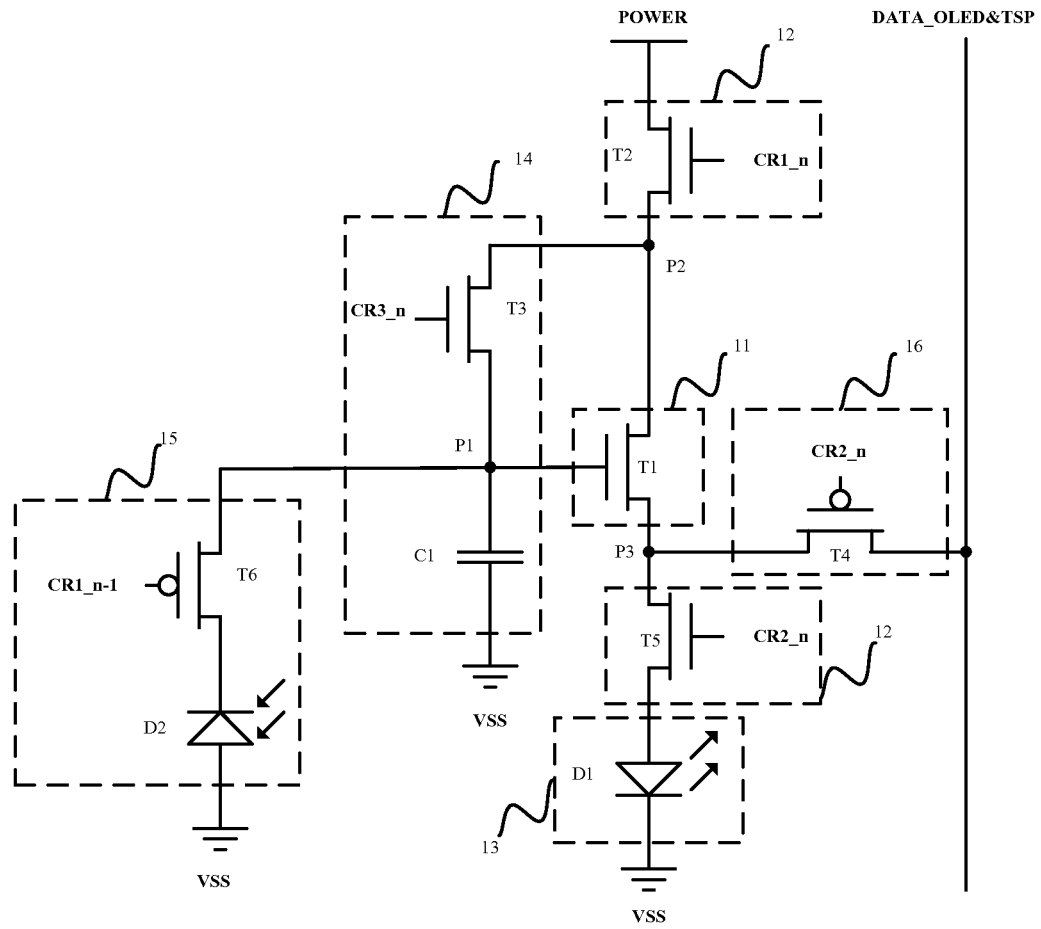 POWER
DATA_OLED&TSP
12
T2
CR1_n
14
P2
CR3_n
T3
11
16
15
P1
T1
CR2_n
C1
P3
T4
CR1_n-1
T6
T5
CR2_n
12
VSS
D2
D1
13
VSS
VSS